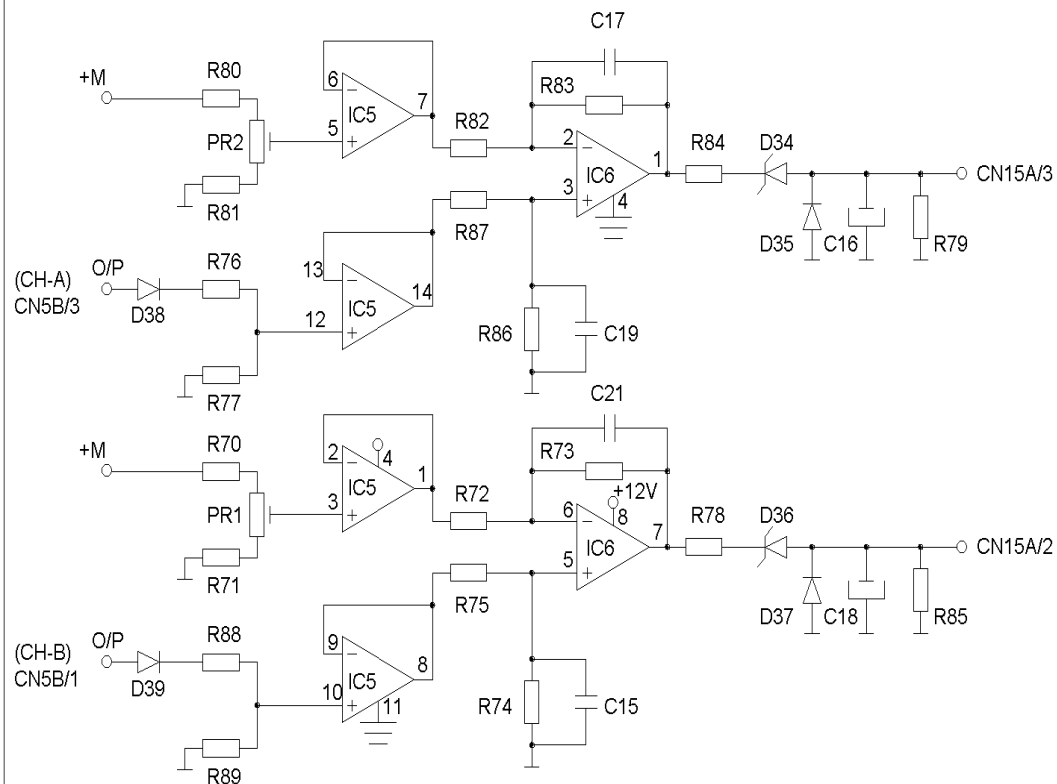 C17
+M
R80
6
−
7
R83
IC5
PR2
5
+
R82
2
−
1
R84
D34
IC6
CN15A/3
3
+
4
R81
R87
D35
C16
R79
(CH-A)
O/P
CN5B/3
R76
13
−
14
D38
IC5
12
+
R86
C19
R77
C21
+M
R70
2
−
4
1
R73
IC5
PR1
3
+
R72
+12V
8
6
−
7
R78
D36
IC6
CN15A/2
5
+
R71
R75
D37
C18
R85
(CH-B)
O/P
CN5B/1
R88
9
−
8
D39
IC5
10
+
11
R74
C15
R89